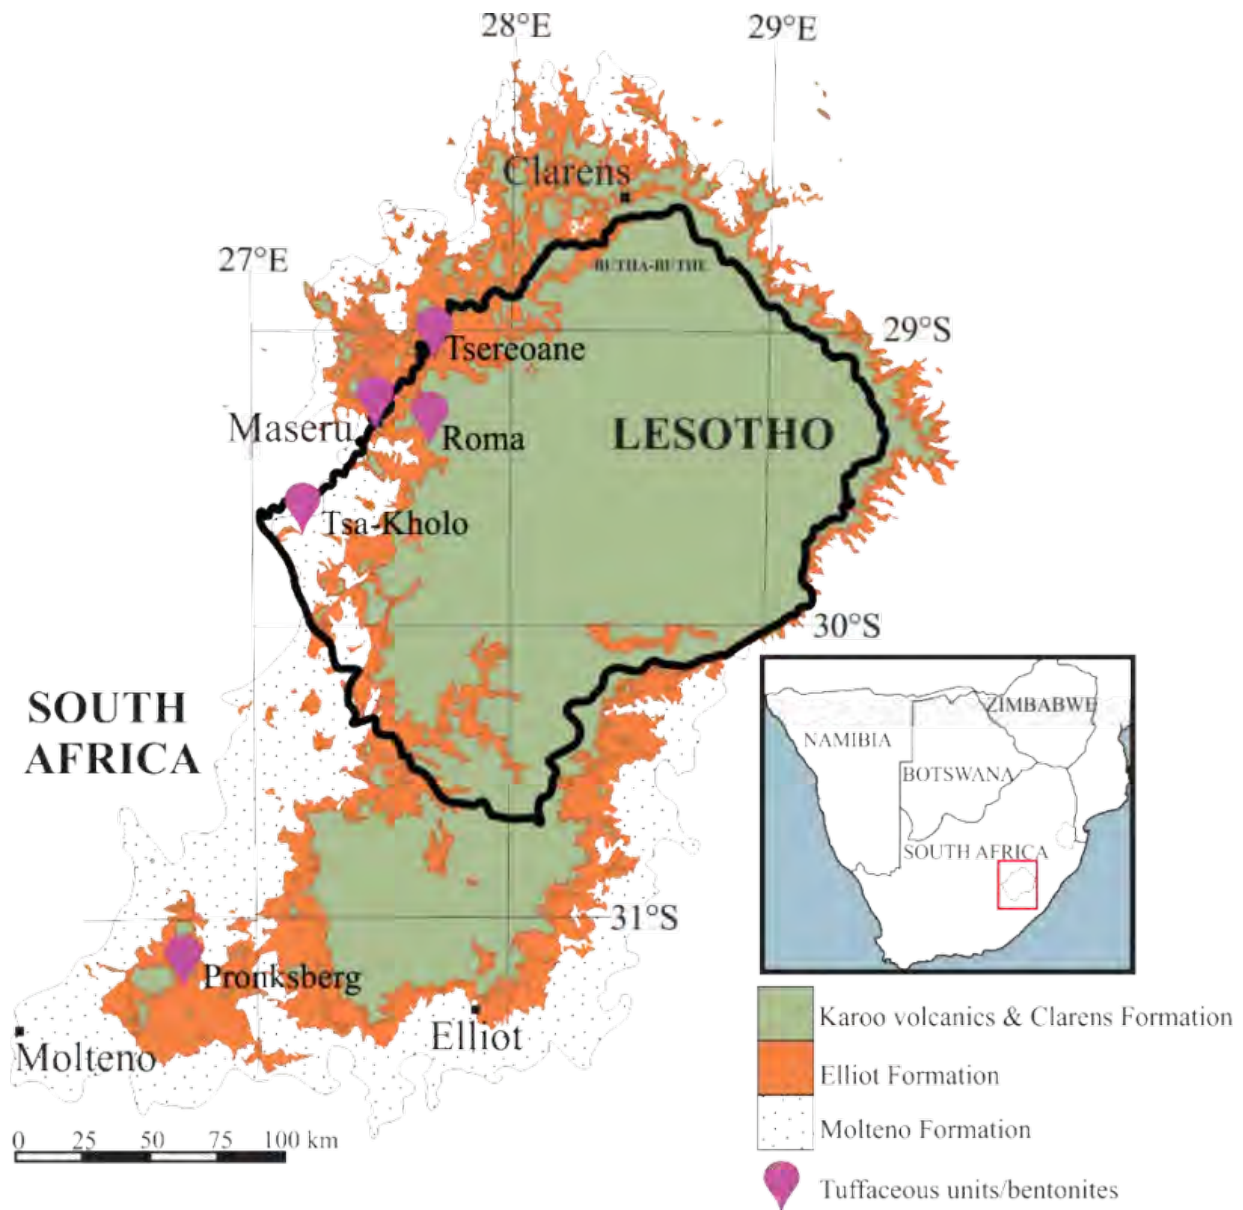 28°E
29°E
Clarens
27°E
BUTHA-BUTHE
29°S
Tsereoane
Maseru
Roma
LESOTHO
Tsa-Kholo
30°S
SOUTH
AFRICA
ZIMBABWE
NAMIBIA
BOTSWANA
SOUTH AFRICA
31°S
Pronksberg
Elliot
Molteno
Karoo volcanics & Clarens Formation
Elliot Formation
Molteno Formation
0 25 50 75 100 km
Tuffaceous units/bentonites